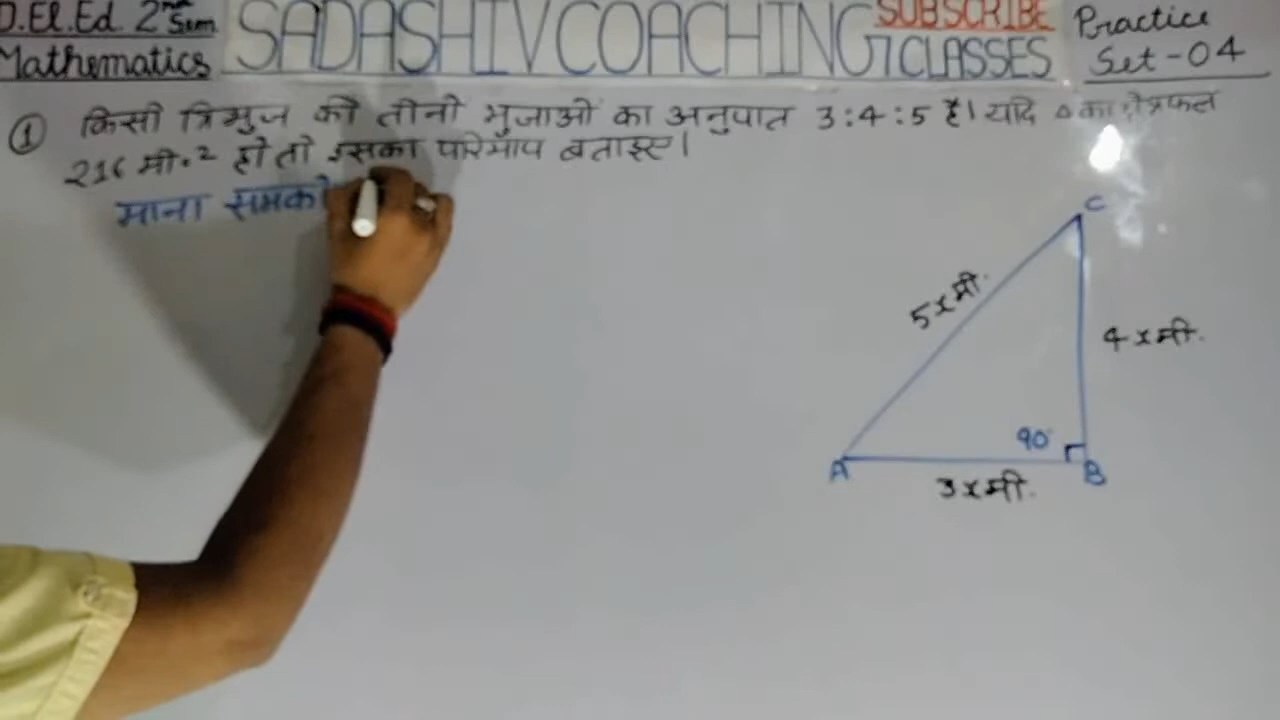 D.El.Ed. 2nd Sem
Mathematics
SADASHIV COACHING CLASSES
SUBSCRIBE
Practice
Set-04
① किसी त्रिभुज की तीनो भुजाओं का अनुपात 3:4:5 है। यदि △ का क्षेत्रफल
216 मी.² हो तो इसका परिमाप बताइए।
माना समको
C
5x मी.
4x मी.
90°
A
B
3x मी.